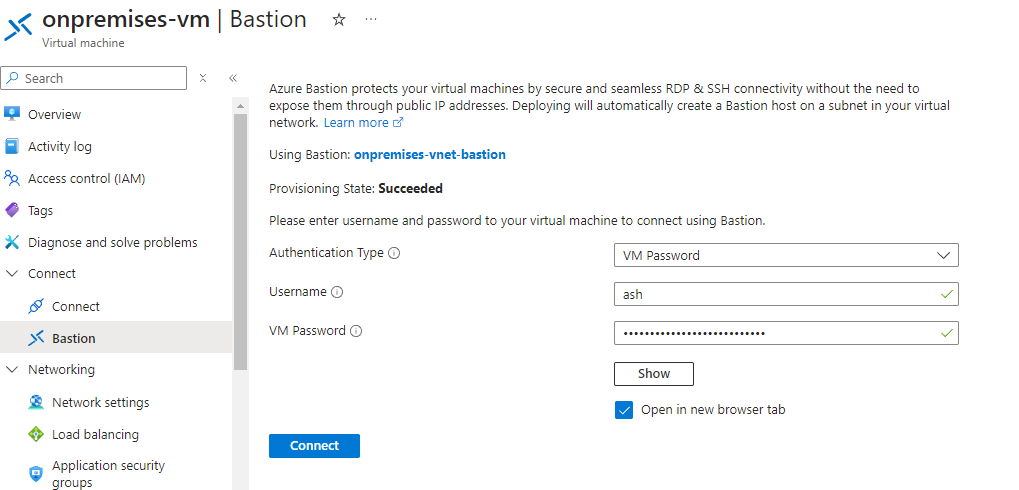 onpremises-vm | Bastion
Virtual machine
Search
Overview
Activity log
Access control (IAM)
Tags
Diagnose and solve problems
Connect
Connect
Bastion
Networking
Network settings
Load balancing
Application security
groups
Azure Bastion protects your virtual machines by secure and seamless RDP & SSH connectivity without the need to
expose them through public IP addresses. Deploying will automatically create a Bastion host on a subnet in your virtual
network. Learn more
Using Bastion: onpremises-vnet-bastion
Provisioning State: Succeeded
Please enter username and password to your virtual machine to connect using Bastion.
Authentication Type
VM Password
Username
ash
VM Password
Show
Open in new browser tab
Connect